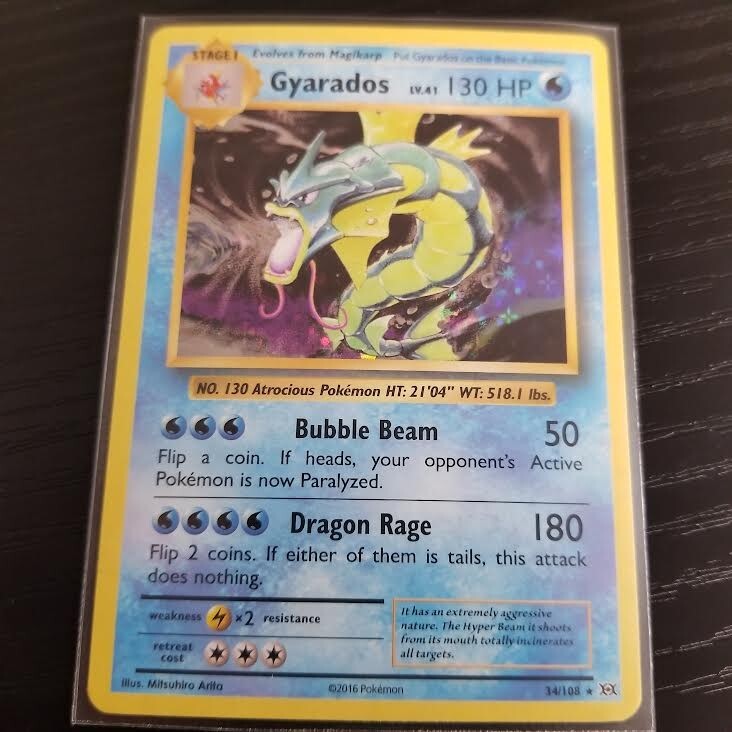 STAGE 1 Evolves from Magikarp Put Gyarados on the Basic Pokémon
Gyarados LV.41 130 HP
NO. 130 Atrocious Pokémon HT: 21'04" WT: 518.1 lbs.
Bubble Beam 50
Flip a coin. If heads, your opponent's Active
Pokémon is now Paralyzed.
Dragon Rage 180
Flip 2 coins. If either of them is tails, this attack
does nothing.
weakness ×2 resistance
retreat
cost
It has an extremely aggressive
nature. The Hyper Beam it shoots
from its mouth totally incinerates
all targets.
Illus. Mitsuhiro Arita ©2016 Pokémon 34/108 ★